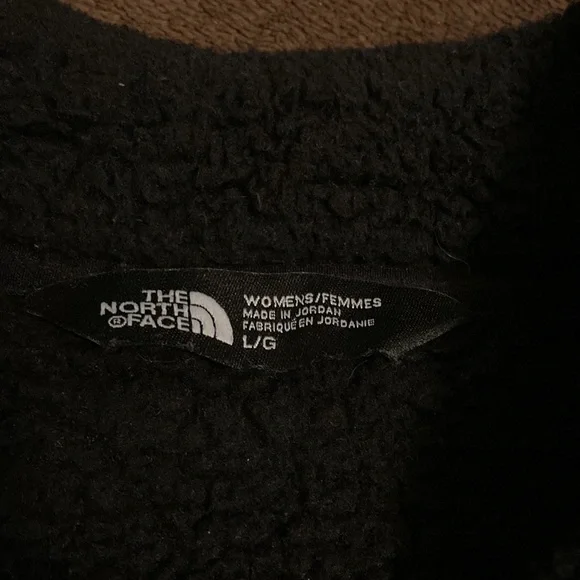 THE
NORTH
®FACE
WOMENS/FEMMES
MADE IN JORDAN
FABRIQUÉ EN JORDANIE
L/G